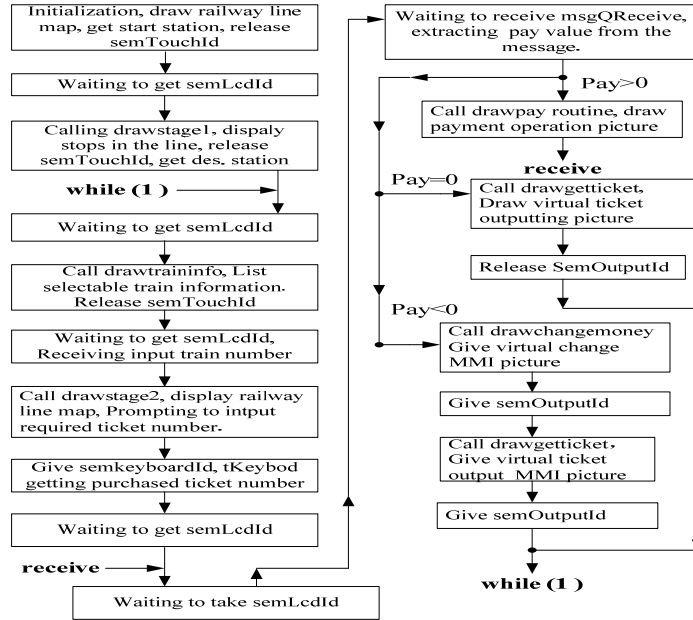 Initialization, draw railway line
map, get start station, release
semTouchId
Waiting to get semLcdId
Calling drawstage1, dispaly
stops in the line, release
semTouchId, get des. station
while (1 )
Waiting to get semLcdId
Call drawtraininfo, List
selectable train information.
Release semTouchId
Waiting to get semLcdId,
Receiving input train number
Call drawstage2, display railway
line map, Prompting to intput
required ticket number.
Give semkeyboardId, tKeybod
getting purchased ticket number
Waiting to get semLcdId
receive
Waiting to take semLcdId
Waiting to receive msgQReceive,
extracting pay value from the
message.
Pay>0
Call drawpay routine, draw
payment operation picture
receive
Pay=0
Call drawgetticket,
Draw virtual ticket
outputting picture
Release SemOutputId
Pay<0
Call drawchangemoney
Give virtual change
MMI picture
Give semOutputId
Call drawgetticket,
Give virtual ticket
output MMI picture
Give semOutputId
while (1 )